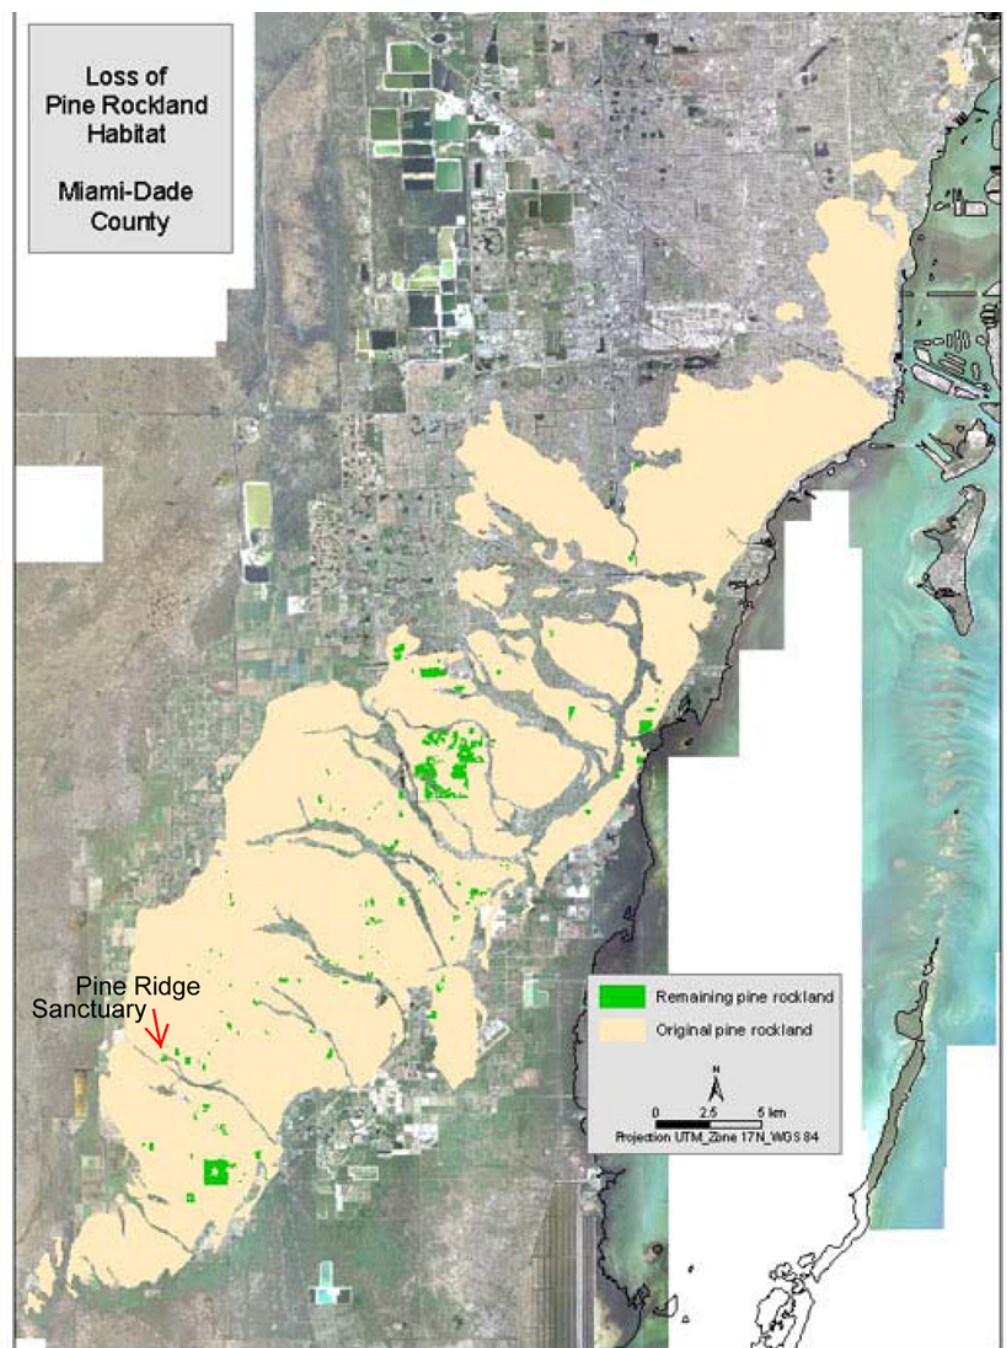 Loss of
Pine Rockland
Habitat
Miami-Dade
County
Pine Ridge
Sanctuary
Remaining pine rockland
Original pine rockland
N
0 2.5 5 km
Projection UTM_Zone 17N_WGS 84